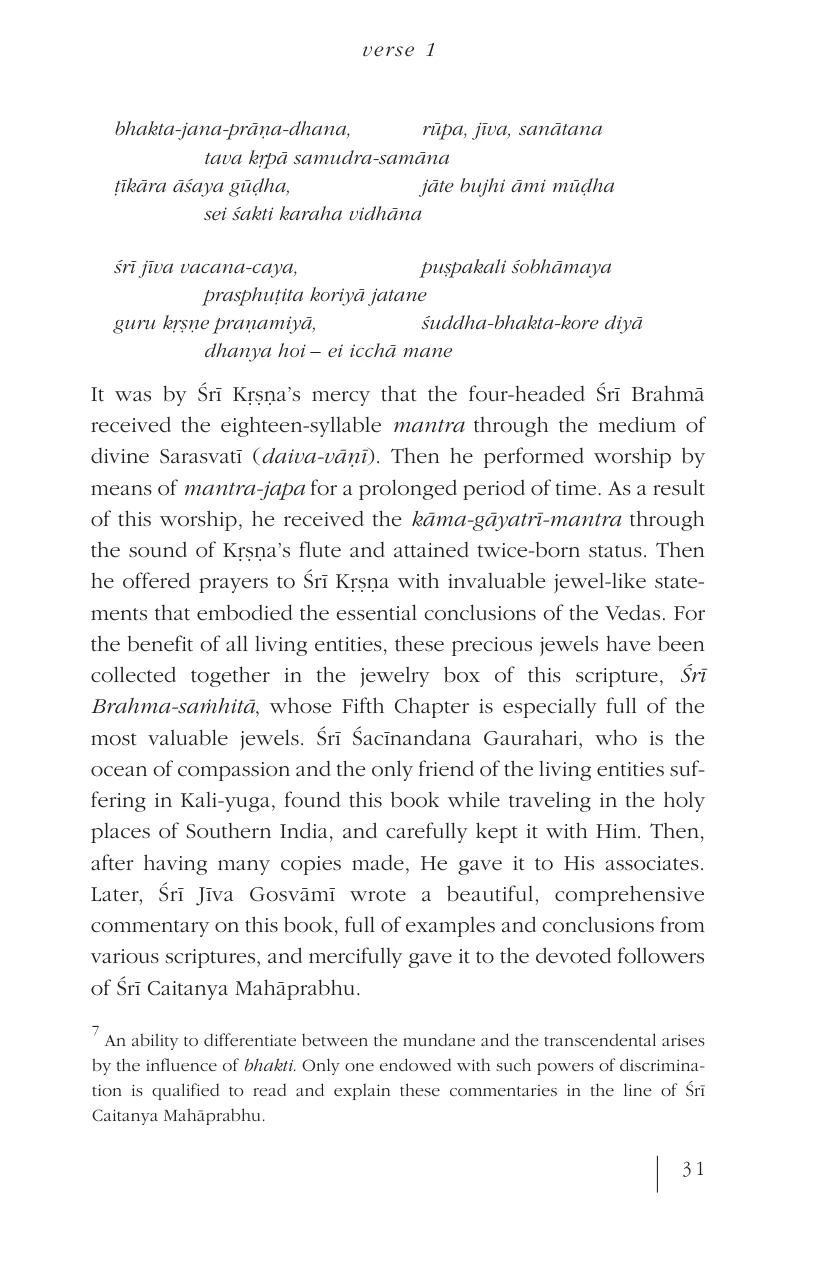 verse 1
bhakta-jana-prāṇa-dhana, rūpa, jīva, sanātana
tava kṛpā samudra-samāna
ṭīkāra āśaya gūḍha, jāte bujhi āmi mūḍha
sei śakti karaha vidhāna
śrī jīva vacana-caya, puṣpakali śobhāmaya
prasphuṭita koriyā jatane
guru kṛṣṇe praṇamiyā, śuddha-bhakta-kore diyā
dhanya hoi – ei icchā mane
It was by Śrī Kṛṣṇa’s mercy that the four-headed Śrī Brahmā
received the eighteen-syllable mantra through the medium of
divine Sarasvatī (daiva-vāṇī). Then he performed worship by
means of mantra-japa for a prolonged period of time. As a result
of this worship, he received the kāma-gāyatrī-mantra through
the sound of Kṛṣṇa’s flute and attained twice-born status. Then
he offered prayers to Śrī Kṛṣṇa with invaluable jewel-like state-
ments that embodied the essential conclusions of the Vedas. For
the benefit of all living entities, these precious jewels have been
collected together in the jewelry box of this scripture, Śrī
Brahma-saṁhitā, whose Fifth Chapter is especially full of the
most valuable jewels. Śrī Śacīnandana Gaurahari, who is the
ocean of compassion and the only friend of the living entities suf-
fering in Kali-yuga, found this book while traveling in the holy
places of Southern India, and carefully kept it with Him. Then,
after having many copies made, He gave it to His associates.
Later, Śrī Jīva Gosvāmī wrote a beautiful, comprehensive
commentary on this book, full of examples and conclusions from
various scriptures, and mercifully gave it to the devoted followers
of Śrī Caitanya Mahāprabhu.
7 An ability to differentiate between the mundane and the transcendental arises
by the influence of bhakti. Only one endowed with such powers of discrimina-
tion is qualified to read and explain these commentaries in the line of Śrī
Caitanya Mahāprabhu.
31